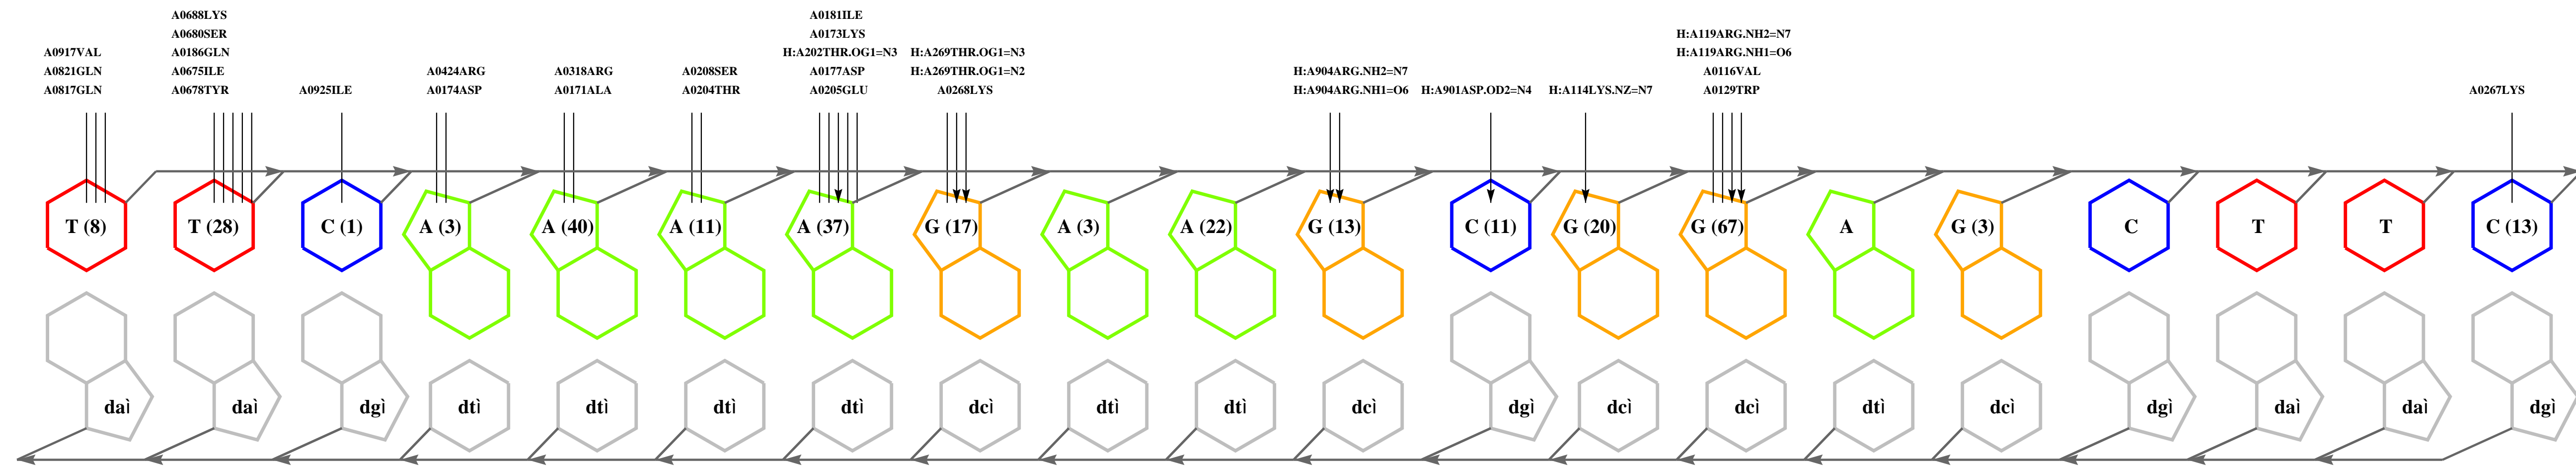 A0688LYS
A0181ILE
A0680SER
A0173LYS
H:A119ARG.NH2=N7
A0917VAL
A0186GLN
H:A202THR.OG1=N3
H:A269THR.OG1=N3
H:A119ARG.NH1=O6
A0821GLN
A0675ILE
A0424ARG
A0318ARG
A0208SER
A0177ASP
H:A269THR.OG1=N2
H:A904ARG.NH2=N7
A0116VAL
A0817GLN
A0678TYR
A0925ILE
A0174ASP
A0171ALA
A0204THR
A0205GLU
A0268LYS
H:A904ARG.NH1=O6
H:A901ASP.OD2=N4
H:A114LYS.NZ=N7
A0129TRP
A0267LYS
T (8)
T (28)
C (1)
A (3)
A (40)
A (11)
A (37)
G (17)
A (3)
A (22)
G (13)
C (11)
G (20)
G (67)
A
G (3)
C
T
T
C (13)
daì
daì
dgì
dtì
dtì
dtì
dtì
dcì
dtì
dtì
dcì
dgì
dcì
dcì
dtì
dcì
dgì
daì
daì
dgì